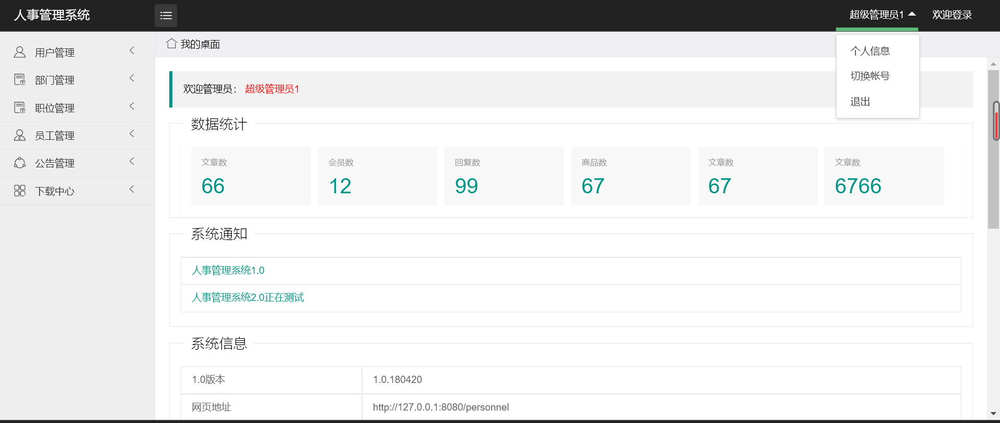 人事管理系统
超级管理员1
欢迎登录
用户管理
部门管理
职位管理
员工管理
公告管理
下载中心
我的桌面
个人信息
切换帐号
退出
欢迎管理员： 超级管理员1
数据统计
文章数
66
会员数
12
回复数
99
商品数
67
文章数
67
文章数
6766
系统通知
人事管理系统1.0
人事管理系统2.0正在测试
系统信息
1.0版本
1.0.180420
网页地址
http://127.0.0.1:8080/personnel